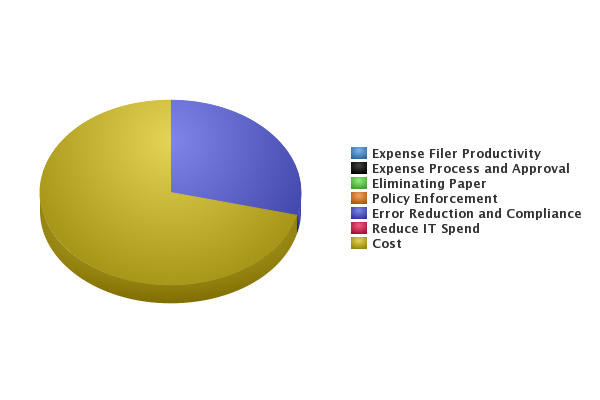 Expense Filer Productivity
Expense Process and Approval
Eliminating Paper
Policy Enforcement
Error Reduction and Compliance
Reduce IT Spend
Cost